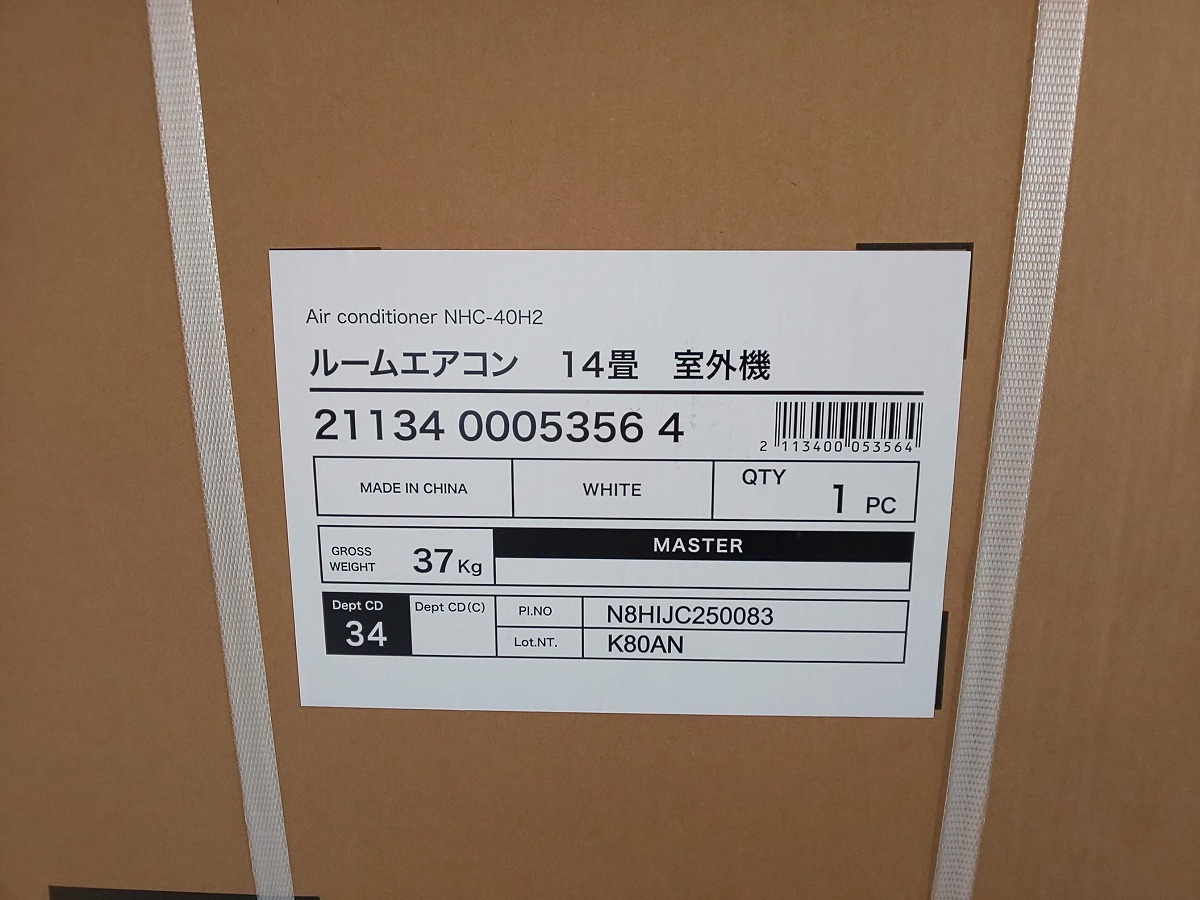 Air conditioner NHC-40H2
ルームエアコン　14畳　室外機
21134 0005356 4
2 113400 053564
MADE IN CHINA
WHITE
QTY
1 PC
GROSS
WEIGHT
37Kg
MASTER
Dept CD
34
Dept CD(C)
PI.NO
N8HIJC250083
Lot.NT.
K80AN